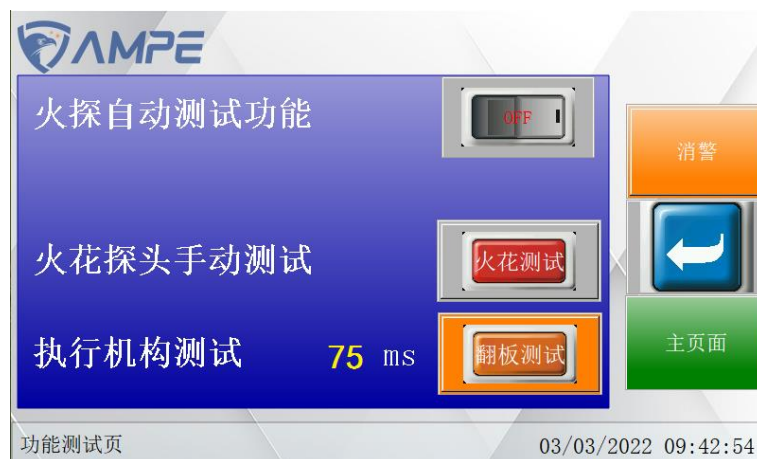 AMPE
火探自动测试功能
OFF
消警
火花探头手动测试
火花测试
执行机构测试 75 ms
翻板测试
主页面
功能测试页
03/03/2022 09:42:54